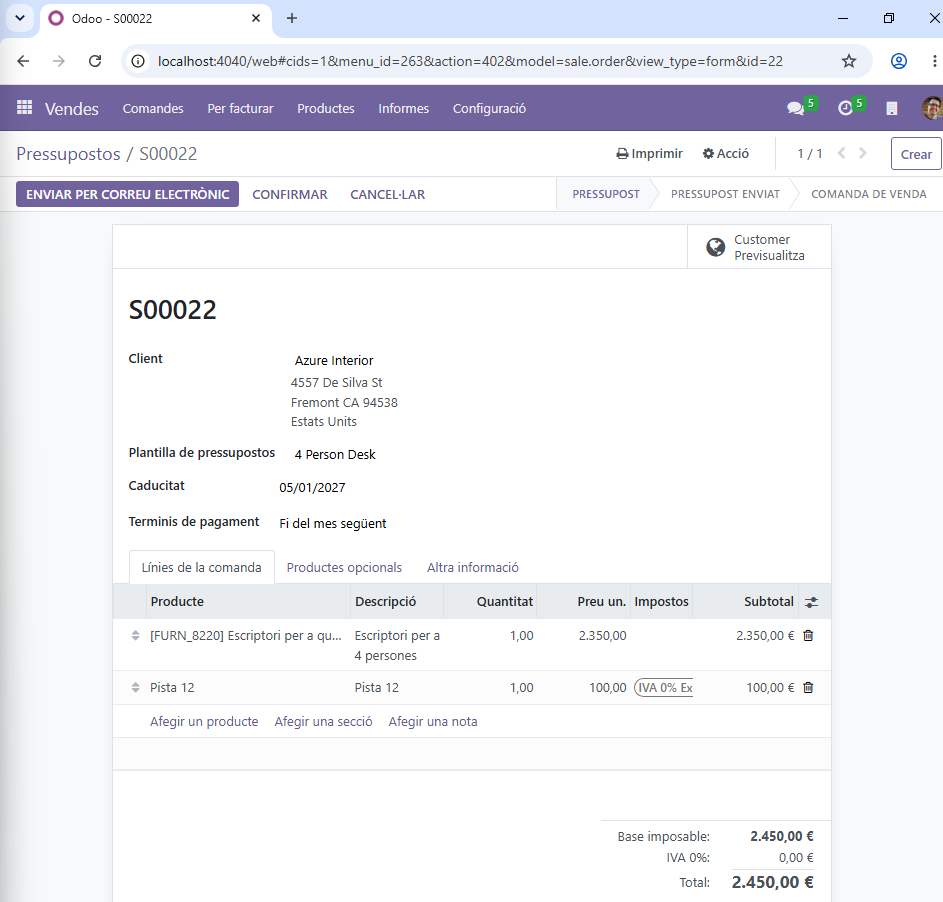 Odoo - S00022
localhost:4040/web#cids=1&menu_id=263&action=402&model=sale.order&view_type=form&id=22
Vendes Comandes Per facturar Productes Informes Configuració 5 5
Pressupostos / S00022 Imprimir Acció 1 / 1 Crear
ENVIAR PER CORREU ELECTRÒNIC CONFIRMAR CANCEL·LAR PRESSUPOST PRESSUPOST ENVIAT COMANDA DE VENDA
Customer
Previsualitza
S00022
Client Azure Interior
4557 De Silva St
Fremont CA 94538
Estats Units
Plantilla de pressupostos 4 Person Desk
Caducitat 05/01/2027
Terminis de pagament Fi del mes següent
Línies de la comanda Productes opcionals Altra informació
Producte Descripció Quantitat Preu un. Impostos Subtotal
[FURN_8220] Escriptori per a qu... Escriptori per a 1,00 2.350,00 2.350,00 €
4 persones
Pista 12 Pista 12 1,00 100,00 IVA 0% Ex 100,00 €
Afegir un producte Afegir una secció Afegir una nota
Base imposable: 2.450,00 €
IVA 0%: 0,00 €
Total: 2.450,00 €